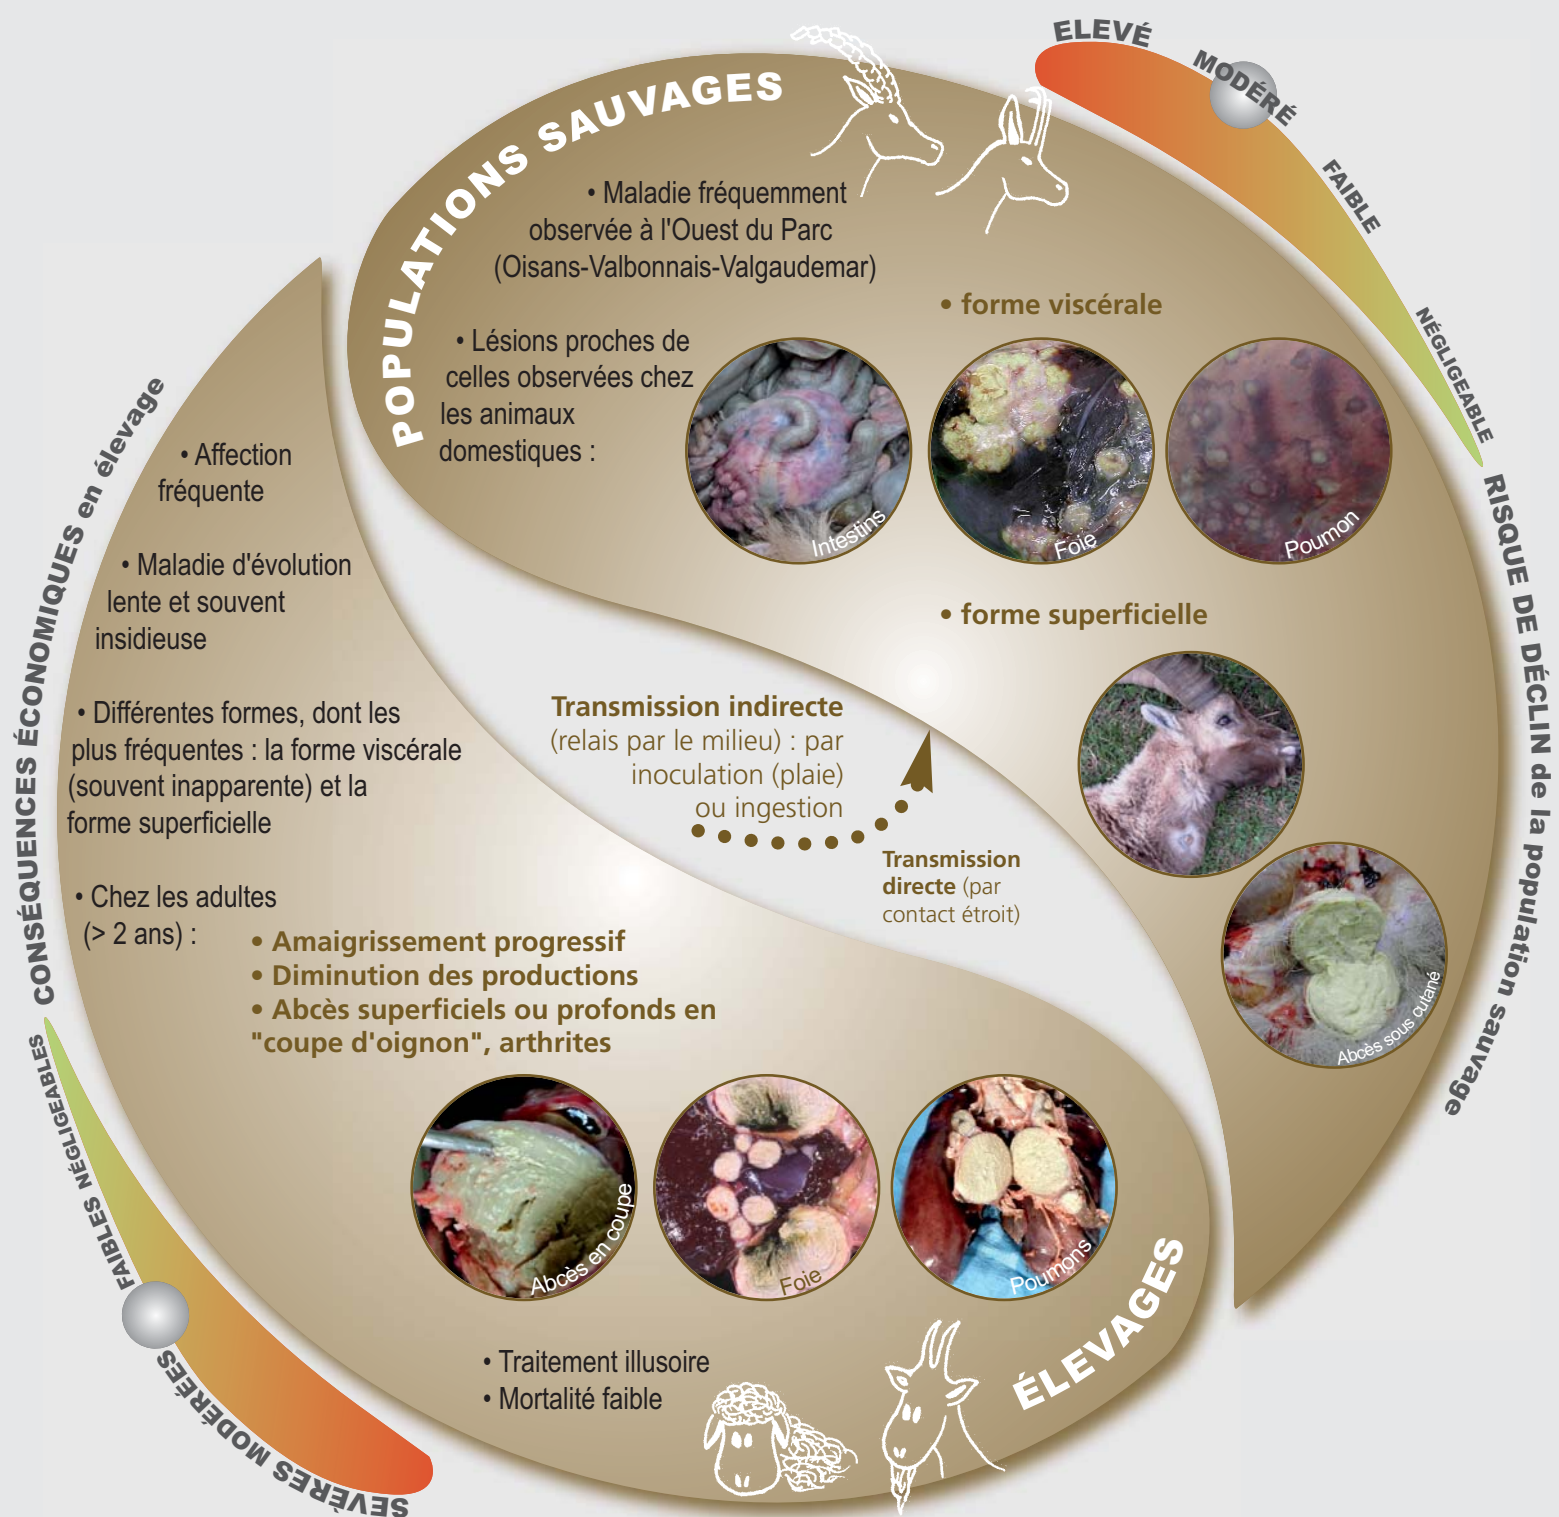 POPULATIONS SAUVAGES
• Maladie fréquemment
observée à l'Ouest du Parc
(Oisans-Valbonnais-Valgaudemar)
• Lésions proches de
celles observées chez
les animaux
domestiques :
• forme viscérale
Intestins
Foie
Poumon
• forme superficielle
Abcès sous cutané
ELEVÉ
MODÉRÉ
FAIBLE
NÉGLIGEABLE
RISQUE DE DÉCLIN de la population sauvage
Transmission indirecte
(relais par le milieu) : par
inoculation (plaie)
ou ingestion
Transmission
directe (par
contact étroit)
CONSÉQUENCES ÉCONOMIQUES en élevage
NÉGLIGEABLES
FAIBLES
MODÉRÉES
SÉVÈRES
• Affection
fréquente
• Maladie d'évolution
lente et souvent
insidieuse
• Différentes formes, dont les
plus fréquentes : la forme viscérale
(souvent inapparente) et la
forme superficielle
• Chez les adultes
(> 2 ans) :
• Amaigrissement progressif
• Diminution des productions
• Abcès superficiels ou profonds en
"coupe d'oignon", arthrites
Abcès en coupe
Foie
Poumons
• Traitement illusoire
• Mortalité faible
ÉLEVAGES